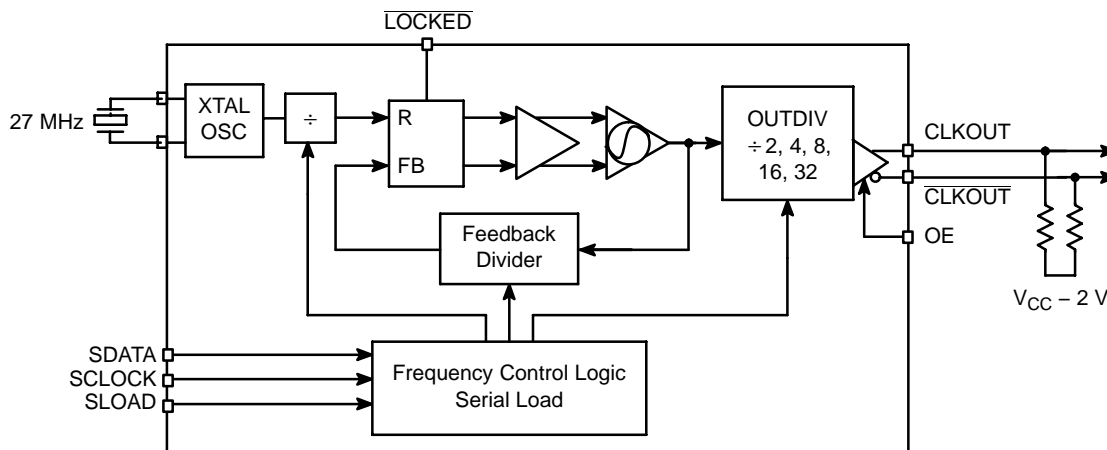 LOCKED
27 MHz
XTAL
OSC
÷
R
FB
OUTDIV
÷ 2, 4, 8,
16, 32
CLKOUT
CLKOUT
OE
Feedback
Divider
VCC – 2 V
SDATA
SCLOCK
SLOAD
Frequency Control Logic
Serial Load